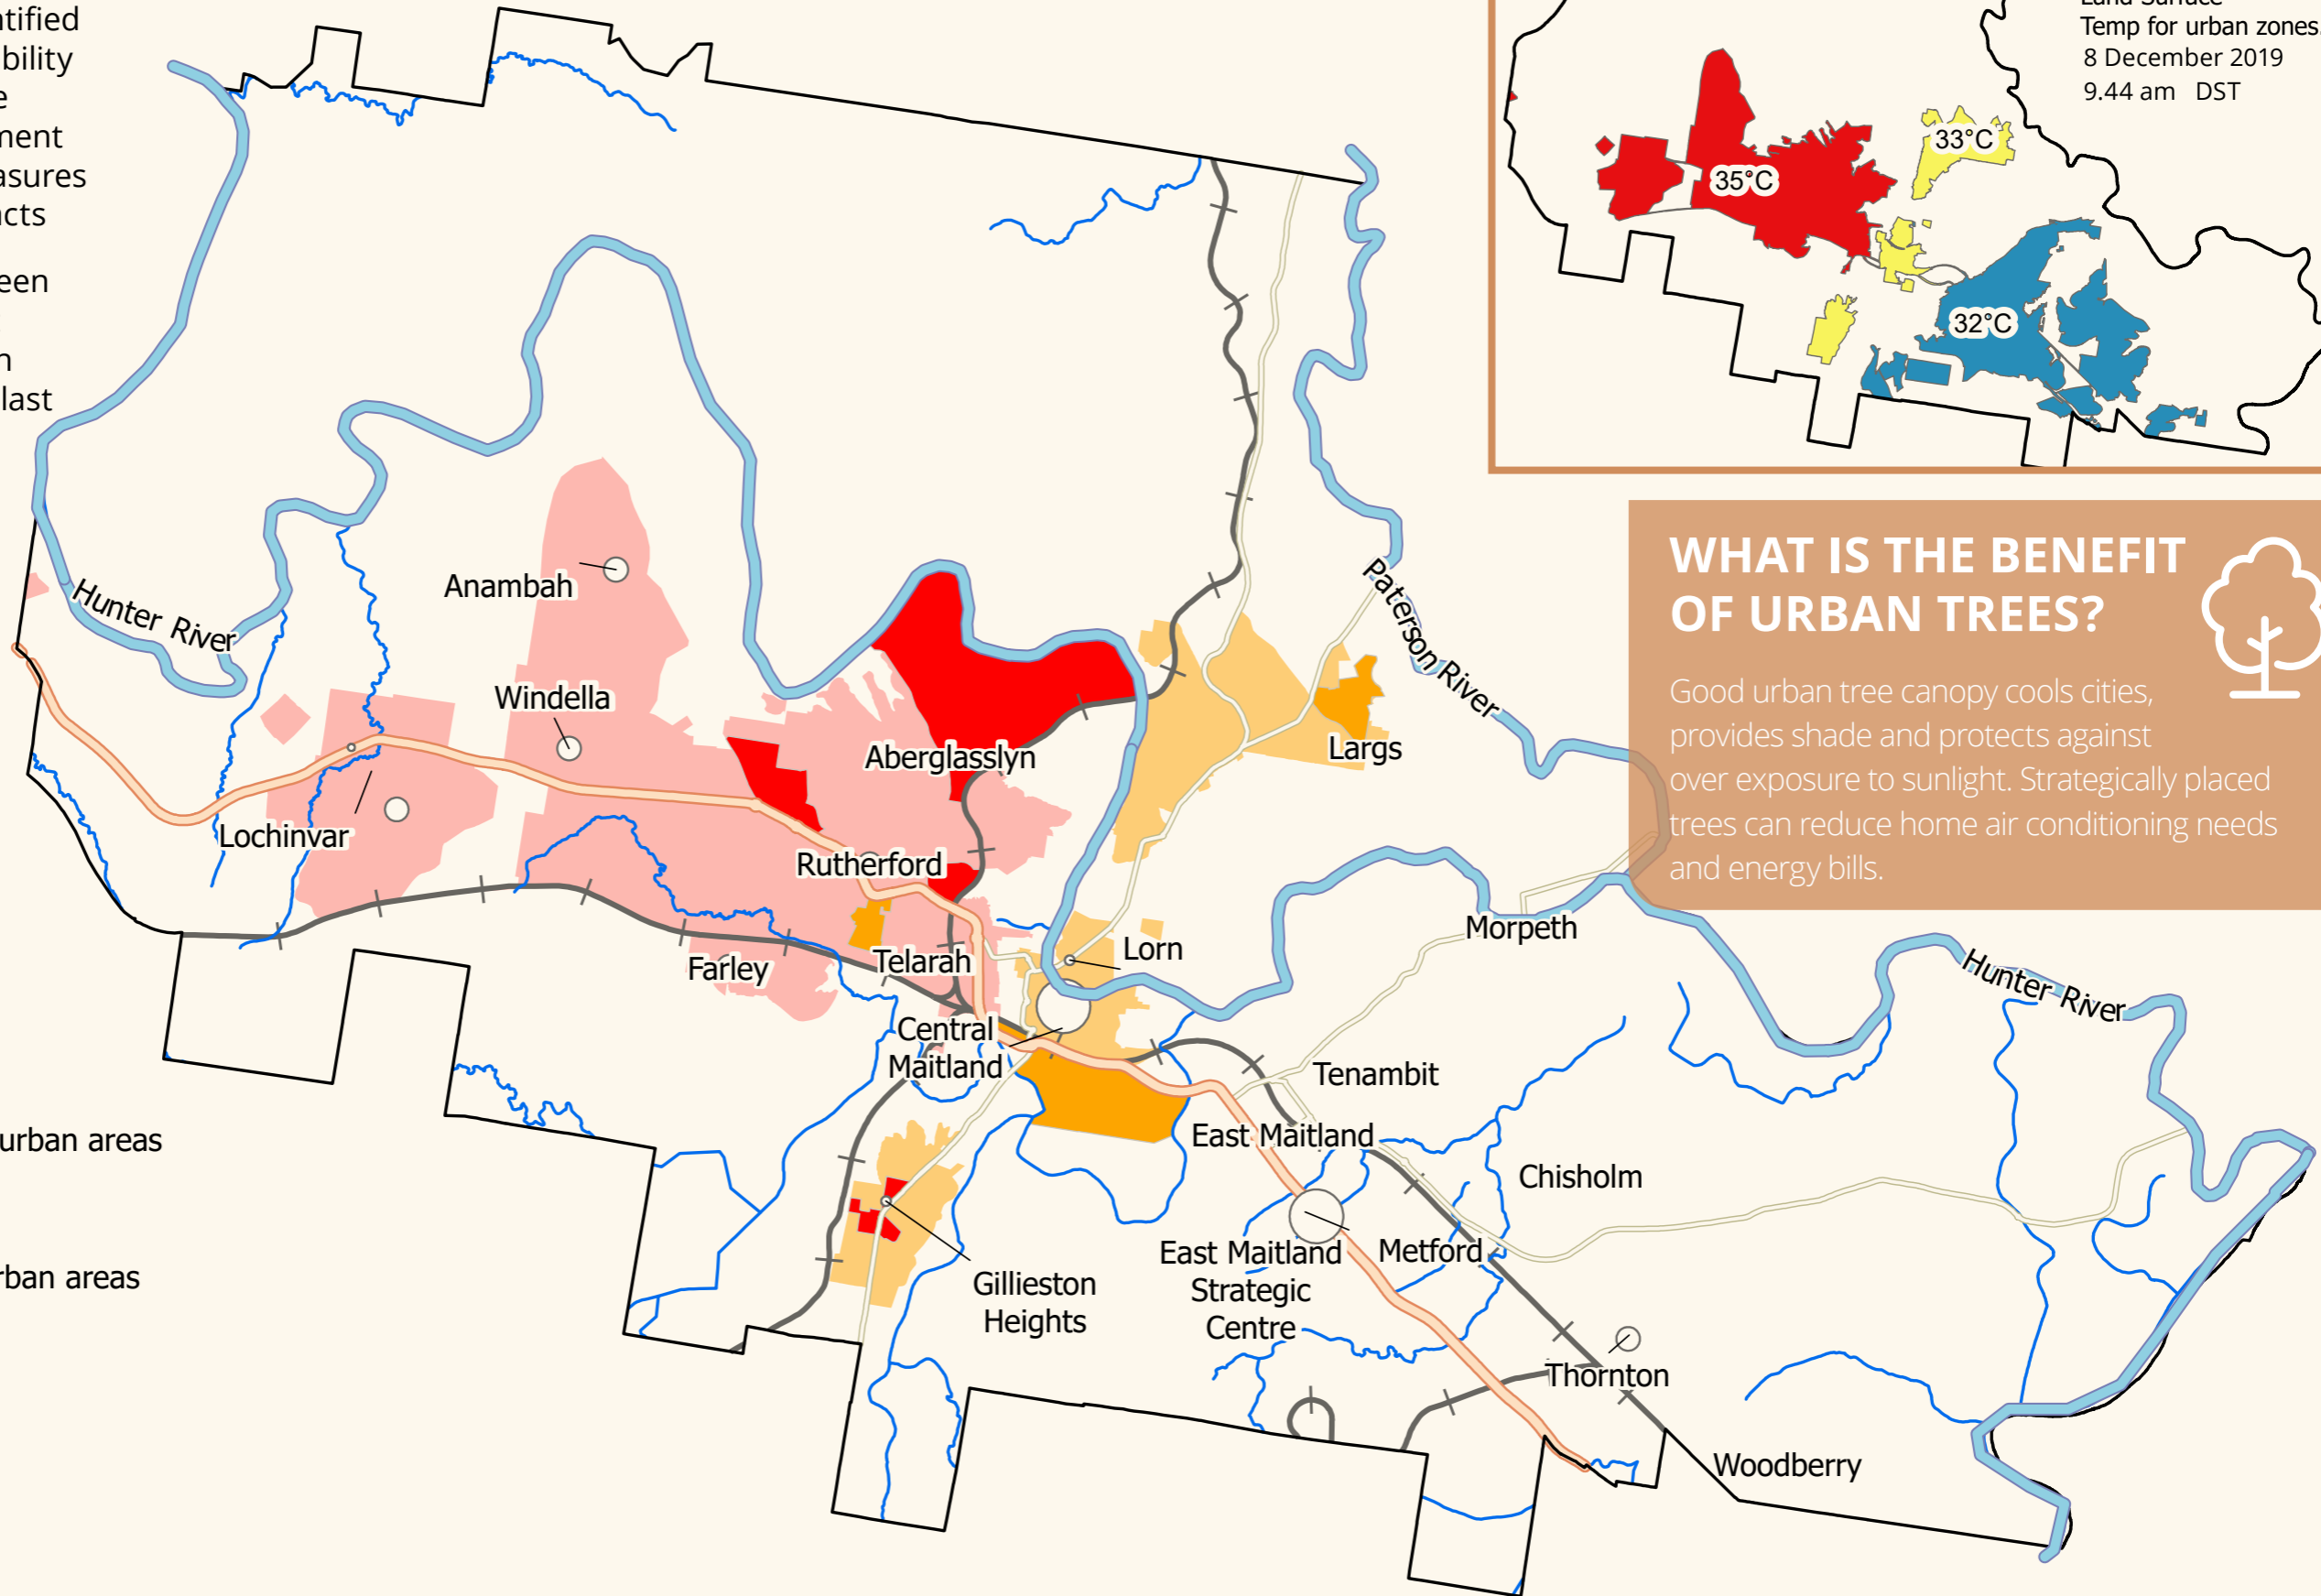 ntified
bility
e
ment
asures
acts
een
n
last
urban areas
rban areas
Temp for urban zones.
8 December 2019
9.44 am DST
33°C
35°C
32°C
WHAT IS THE BENEFIT
OF URBAN TREES?
Good urban tree canopy cools cities,
provides shade and protects against
over exposure to sunlight. Strategically placed
trees can reduce home air conditioning needs
and energy bills.
Anambah
Hunter River
Windella
Lochinvar
Aberglasslyn
Rutherford
Farley
Telarah
Central
Maitland
Lorn
Largs
Paterson River
Morpeth
Hunter River
Tenambit
East Maitland
Chisholm
East Maitland
Strategic
Centre
Metford
Gillieston
Heights
Thornton
Woodberry